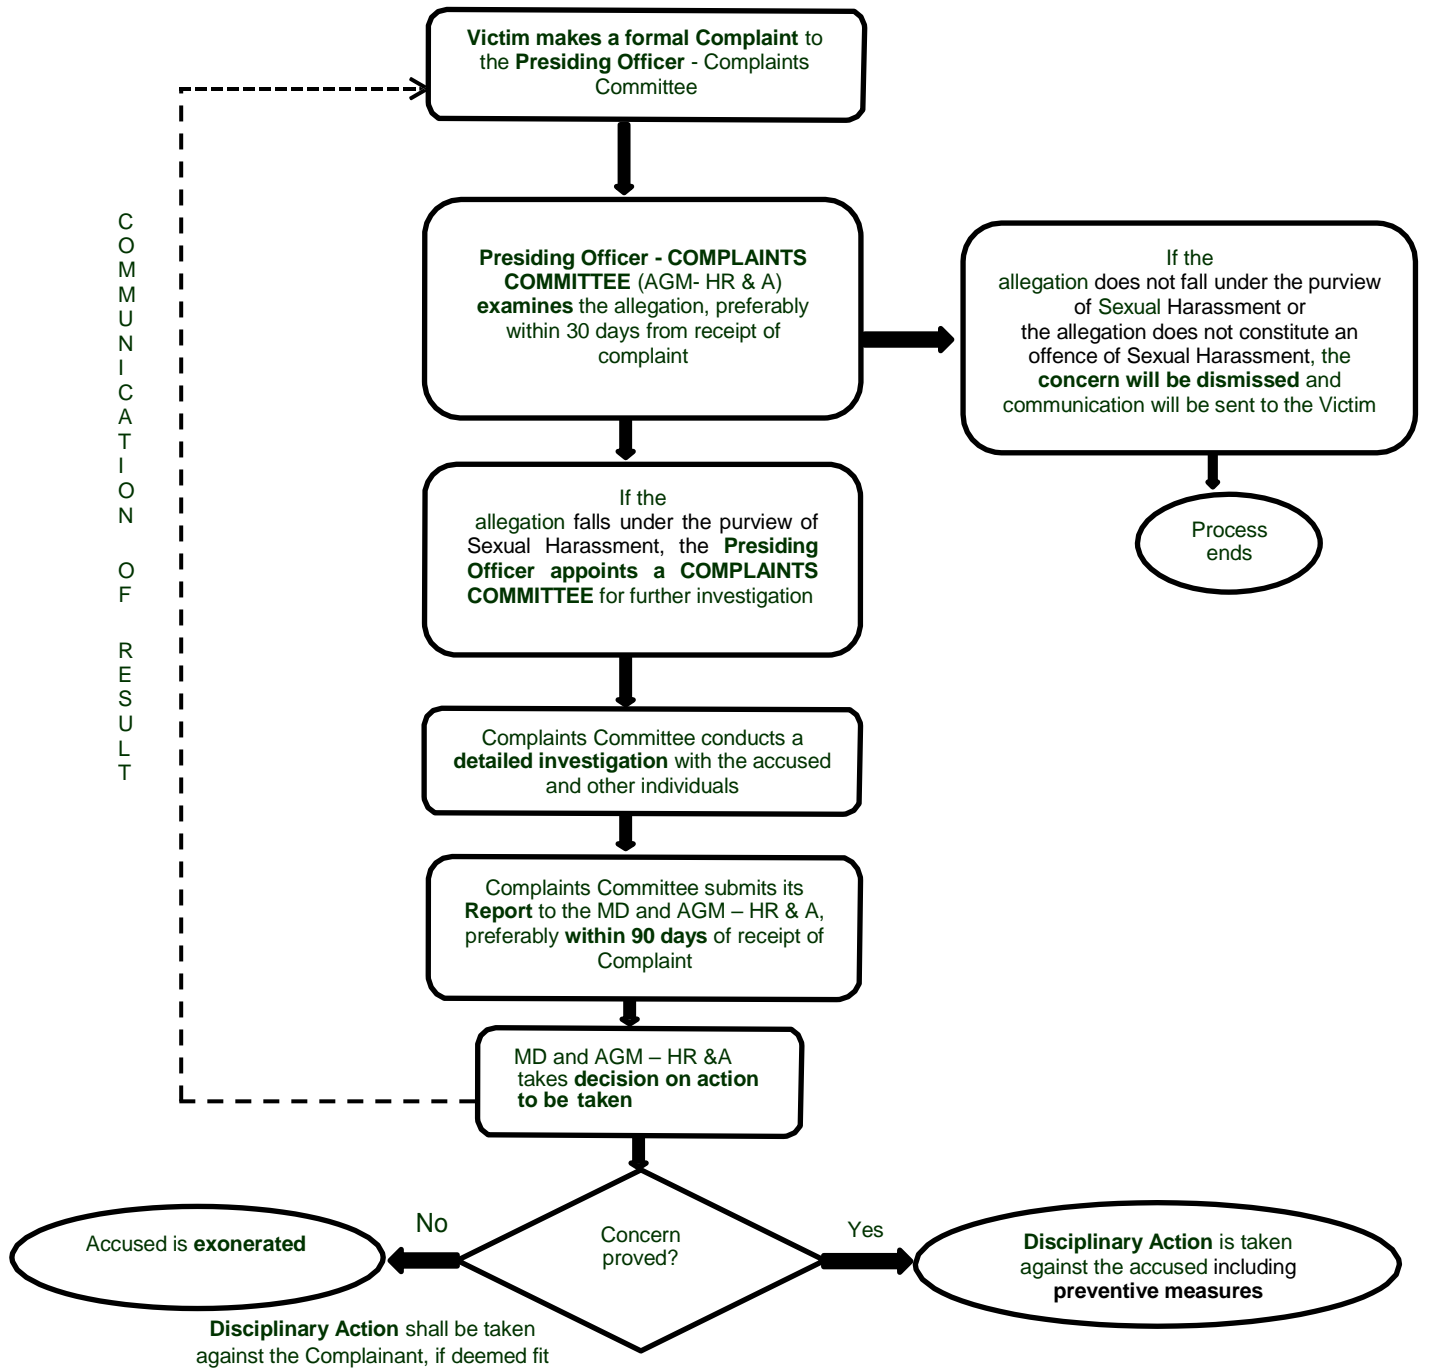 Victim makes a formal Complaint to
the Presiding Officer - Complaints
Committee
Presiding Officer - COMPLAINTS
COMMITTEE (AGM- HR & A)
examines the allegation, preferably
within 30 days from receipt of
complaint
If the
allegation does not fall under the purview
of Sexual Harassment or
the allegation does not constitute an
offence of Sexual Harassment, the
concern will be dismissed and
communication will be sent to the Victim
Process
ends
If the
allegation falls under the purview of
Sexual Harassment, the Presiding
Officer appoints a COMPLAINTS
COMMITTEE for further investigation
COMMUNICATION OF RESULT
Complaints Committee conducts a
detailed investigation with the accused
and other individuals
Complaints Committee submits its
Report to the MD and AGM – HR & A,
preferably within 90 days of receipt of
Complaint
MD and AGM – HR &A
takes decision on action
to be taken
Concern
proved?
No
Yes
Accused is exonerated
Disciplinary Action is taken
against the accused including
preventive measures
Disciplinary Action shall be taken
against the Complainant, if deemed fit